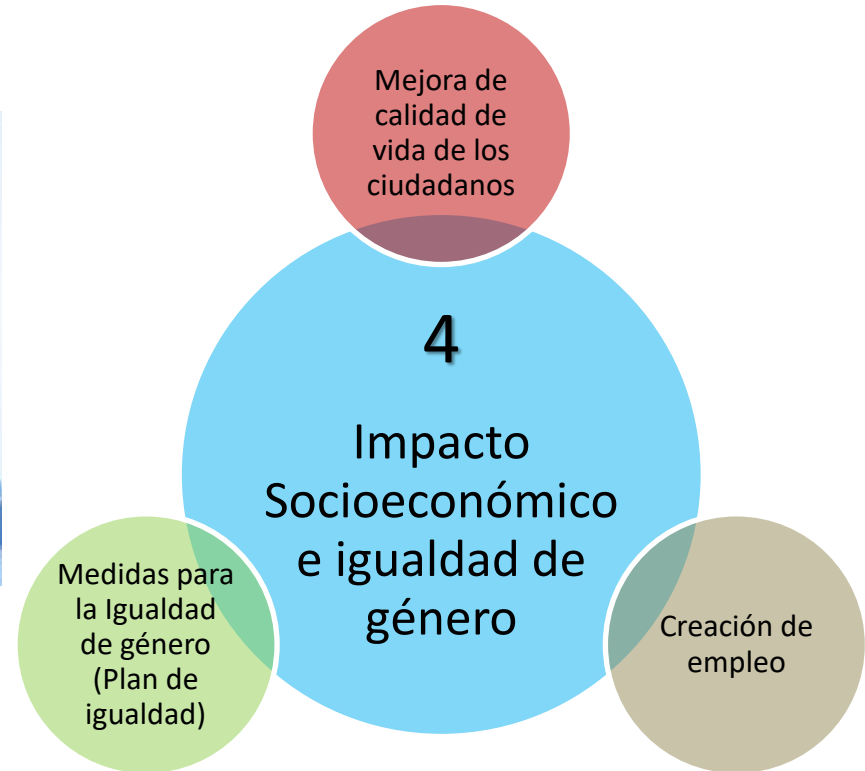 Mejora de
calidad de
vida de los
ciudadanos
4
Impacto
Socioeconómico
e igualdad de
género
Medidas para
la Igualdad
de género
(Plan de
igualdad)
Creación de
empleo